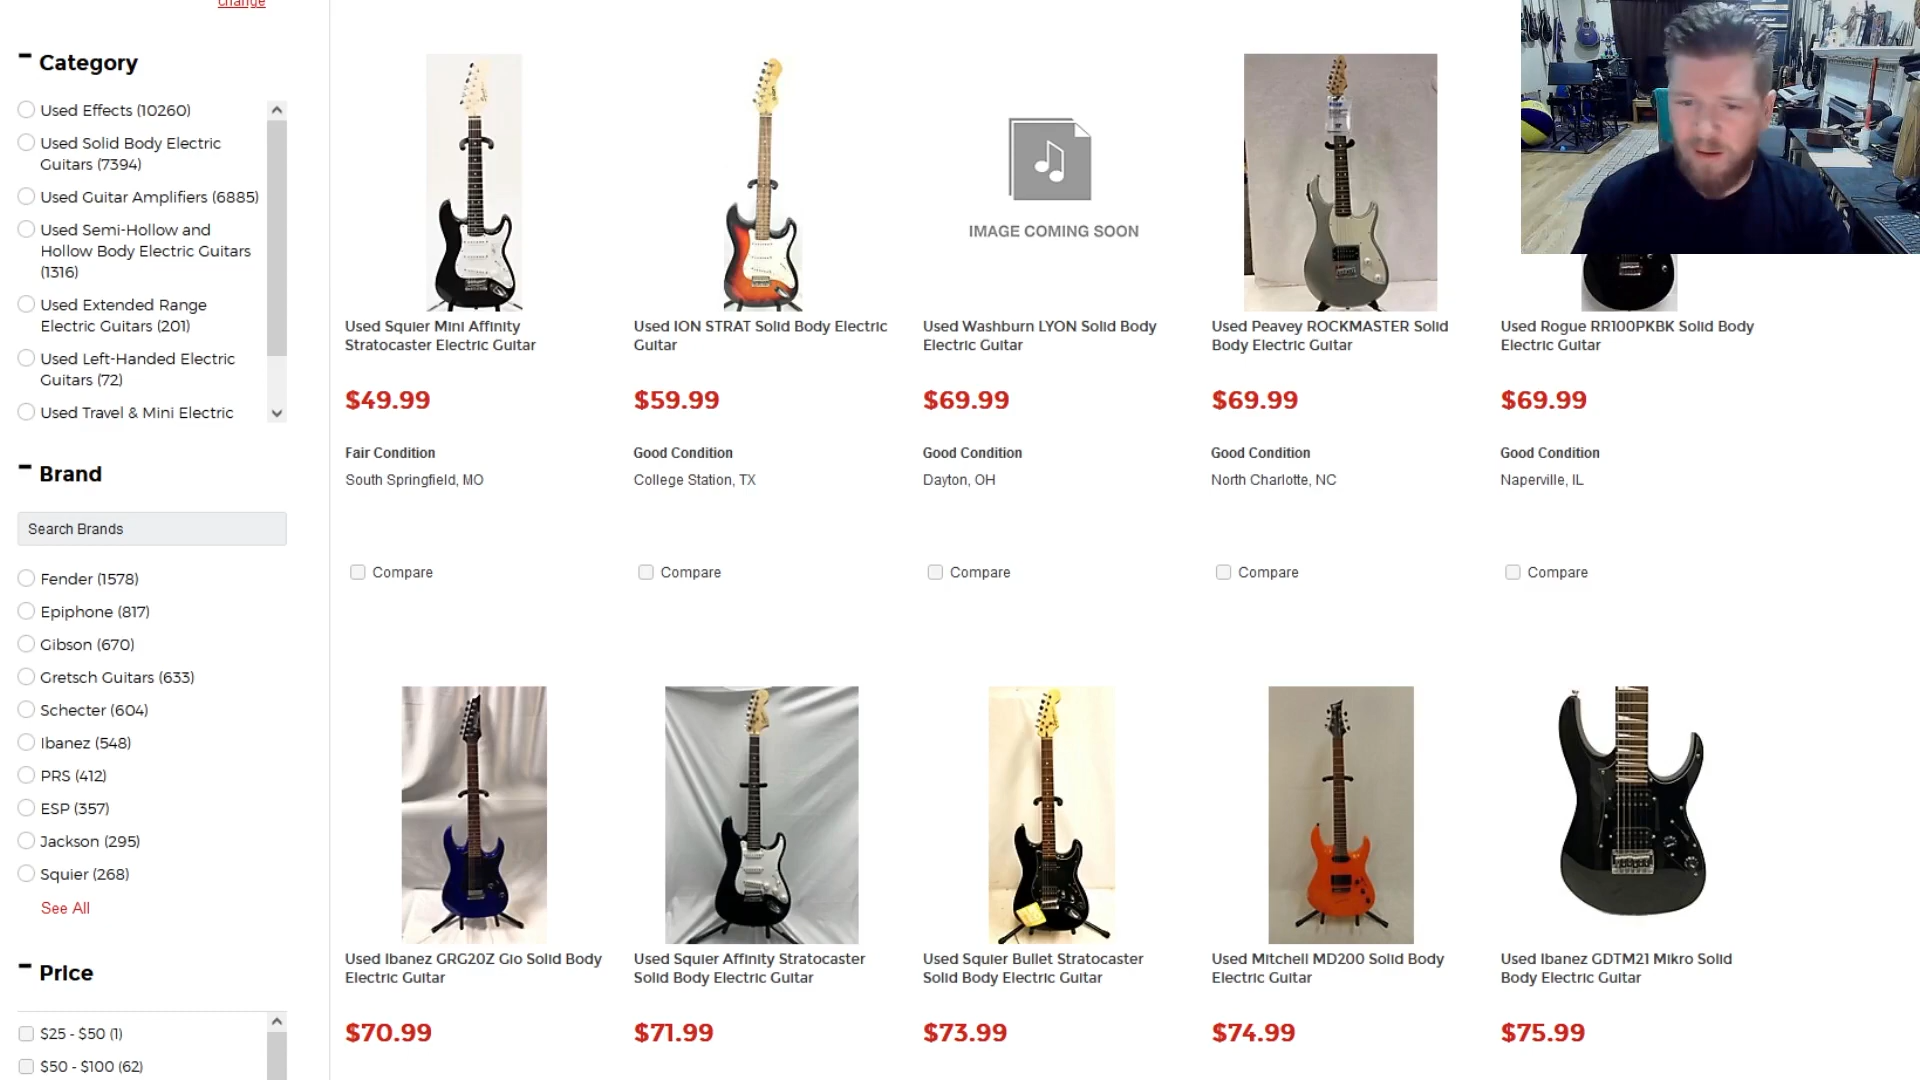 change
Category
Used Effects (10260)
Used Solid Body Electric
Guitars (7394)
Used Guitar Amplifiers (6885)
Used Semi-Hollow and
Hollow Body Electric Guitars
(1316)
Used Extended Range
Electric Guitars (201)
Used Left-Handed Electric
Guitars (72)
Used Travel & Mini Electric
Brand
Search Brands
Fender (1578)
Epiphone (817)
Gibson (670)
Gretsch Guitars (633)
Schecter (604)
Ibanez (548)
PRS (412)
ESP (357)
Jackson (295)
Squier (268)
See All
Price
$25 - $50 (1)
$50 - $100 (62)
Used Squier Mini Affinity
Stratocaster Electric Guitar
$49.99
Fair Condition
South Springfield, MO
Compare
Used ION STRAT Solid Body Electric
Guitar
$59.99
Good Condition
College Station, TX
Compare
IMAGE COMING SOON
Used Washburn LYON Solid Body
Electric Guitar
$69.99
Good Condition
Dayton, OH
Compare
Used Peavey ROCKMASTER Solid
Body Electric Guitar
$69.99
Good Condition
North Charlotte, NC
Compare
Used Rogue RR100PKBK Solid Body
Electric Guitar
$69.99
Good Condition
Naperville, IL
Compare
Used Ibanez GRG20Z Gio Solid Body
Electric Guitar
$70.99
Used Squier Affinity Stratocaster
Solid Body Electric Guitar
$71.99
Used Squier Bullet Stratocaster
Solid Body Electric Guitar
$73.99
Used Mitchell MD200 Solid Body
Electric Guitar
$74.99
Used Ibanez GDTM21 Mikro Solid
Body Electric Guitar
$75.99